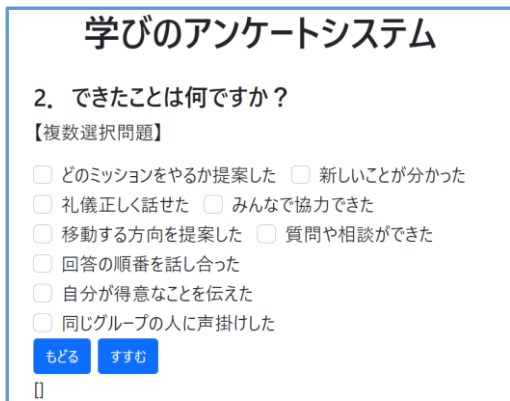 学びのアンケートシステム
2．できたことは何ですか？
【複数選択問題】
どのミッションをやるか提案した 新しいことが分かった
礼儀正しく話せた みんなで協力できた
移動する方向を提案した 質問や相談ができた
回答の順番を話し合った
自分が得意なことを伝えた
同じグループの人に声掛けした
もどる すすむ
[]